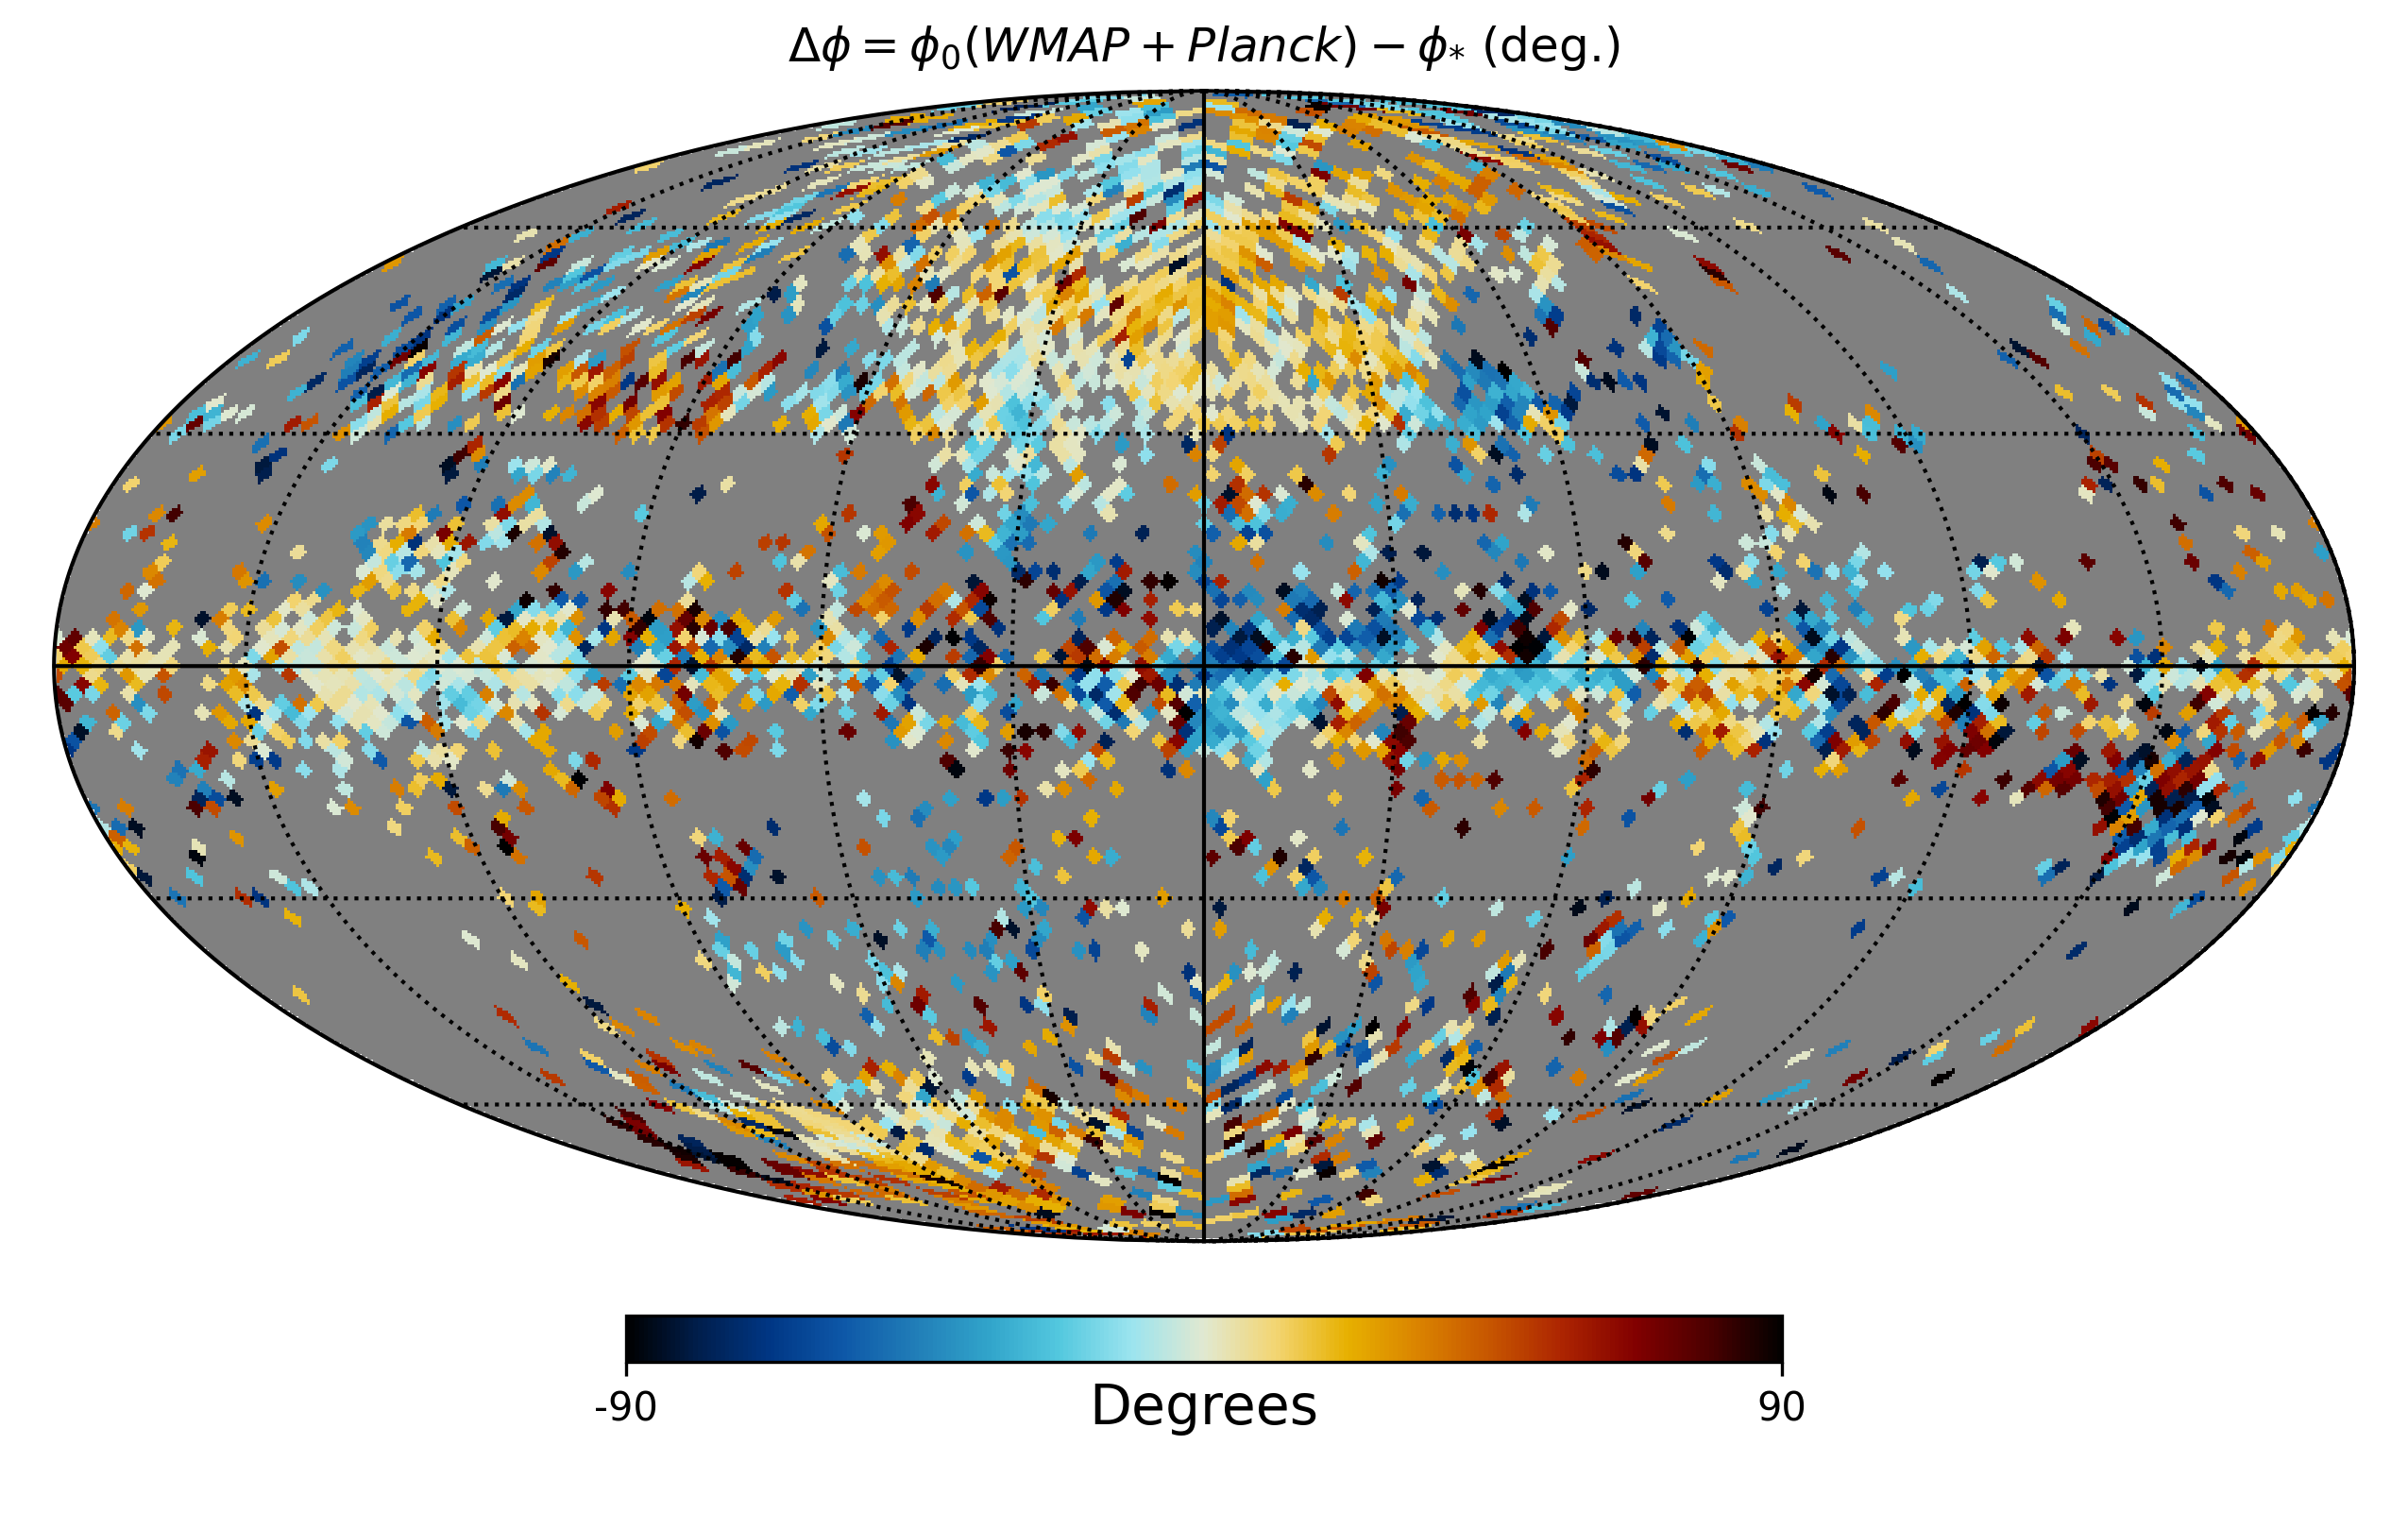 Δϕ = ϕ₀(WMAP + Planck) − ϕ* (deg.)
-90 90
Degrees